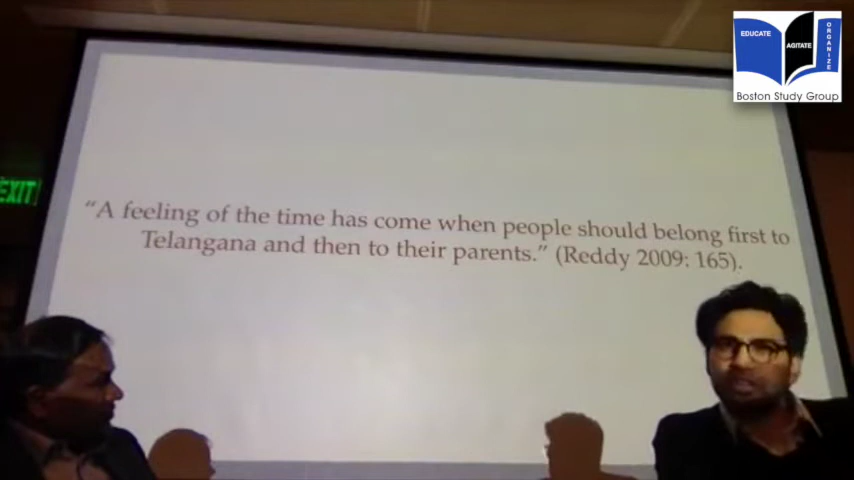 EDUCATE
AGITATE
ORGANIZE
Boston Study Group
EXIT
“A feeling of the time has come when people should belong first to
Telangana and then to their parents.” (Reddy 2009: 165).